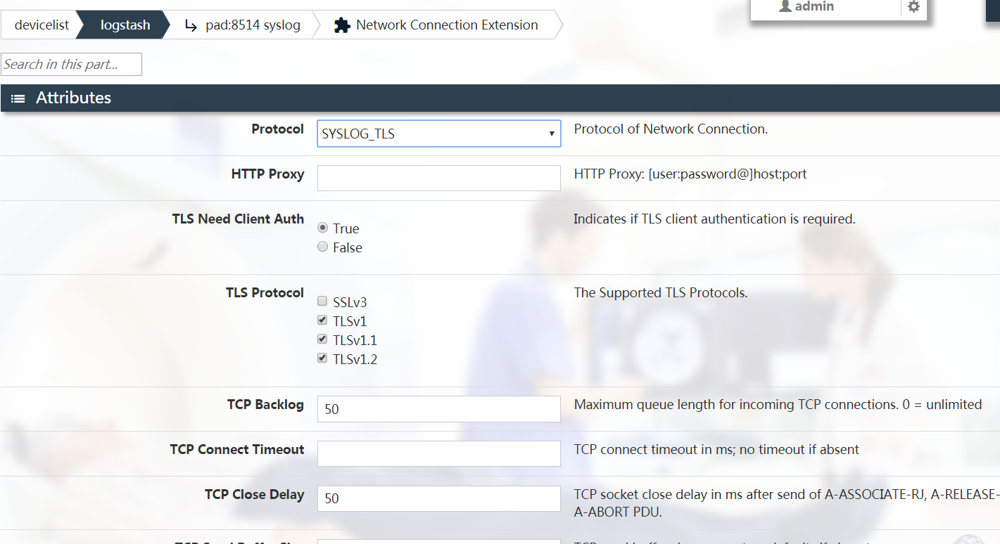 admin
devicelist logstash pad:8514 syslog Network Connection Extension
Search in this part...
Attributes
Protocol SYSLOG_TLS Protocol of Network Connection.
HTTP Proxy HTTP Proxy: [user:password@]host:port
TLS Need Client Auth Indicates if TLS client authentication is required.
True
False
TLS Protocol The Supported TLS Protocols.
SSLv3
TLSv1
TLSv1.1
TLSv1.2
TCP Backlog 50 Maximum queue length for incoming TCP connections. 0 = unlimited
TCP Connect Timeout TCP connect timeout in ms; no timeout if absent
TCP Close Delay 50 TCP socket close delay in ms after send of A-ASSOCIATE-RJ, A-RELEASE-
A-ABORT PDU.